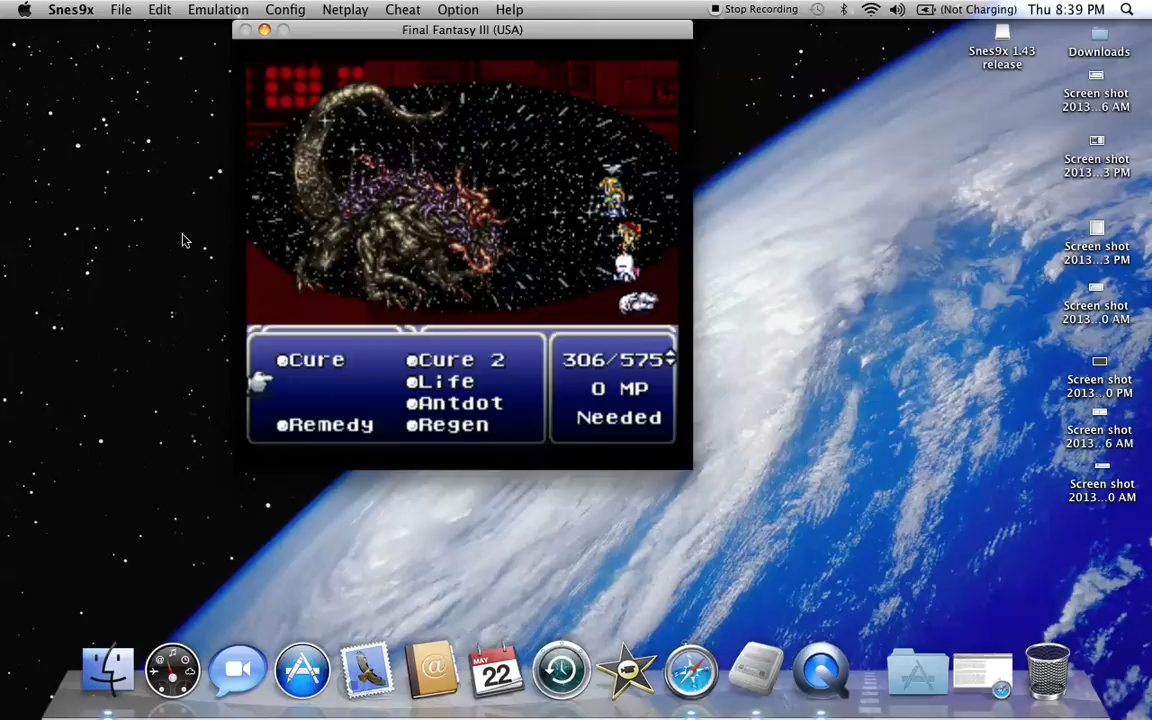 Snes9x File Edit Emulation Config Netplay Cheat Option Help Stop Recording (Not Charging) Thu 8:39 PM
Final Fantasy III (USA)
Snes9x 1.43
release
Downloads
Screen shot
2013...6 AM
Screen shot
2013...3 PM
Screen shot
2013...3 PM
Screen shot
2013...0 AM
Screen shot
2013...0 PM
Screen shot
2013...6 AM
Screen shot
2013...0 AM
Cure Cure 2
Life
Antdot
Remedy Regen
306/575
0 MP
Needed
MAY
22